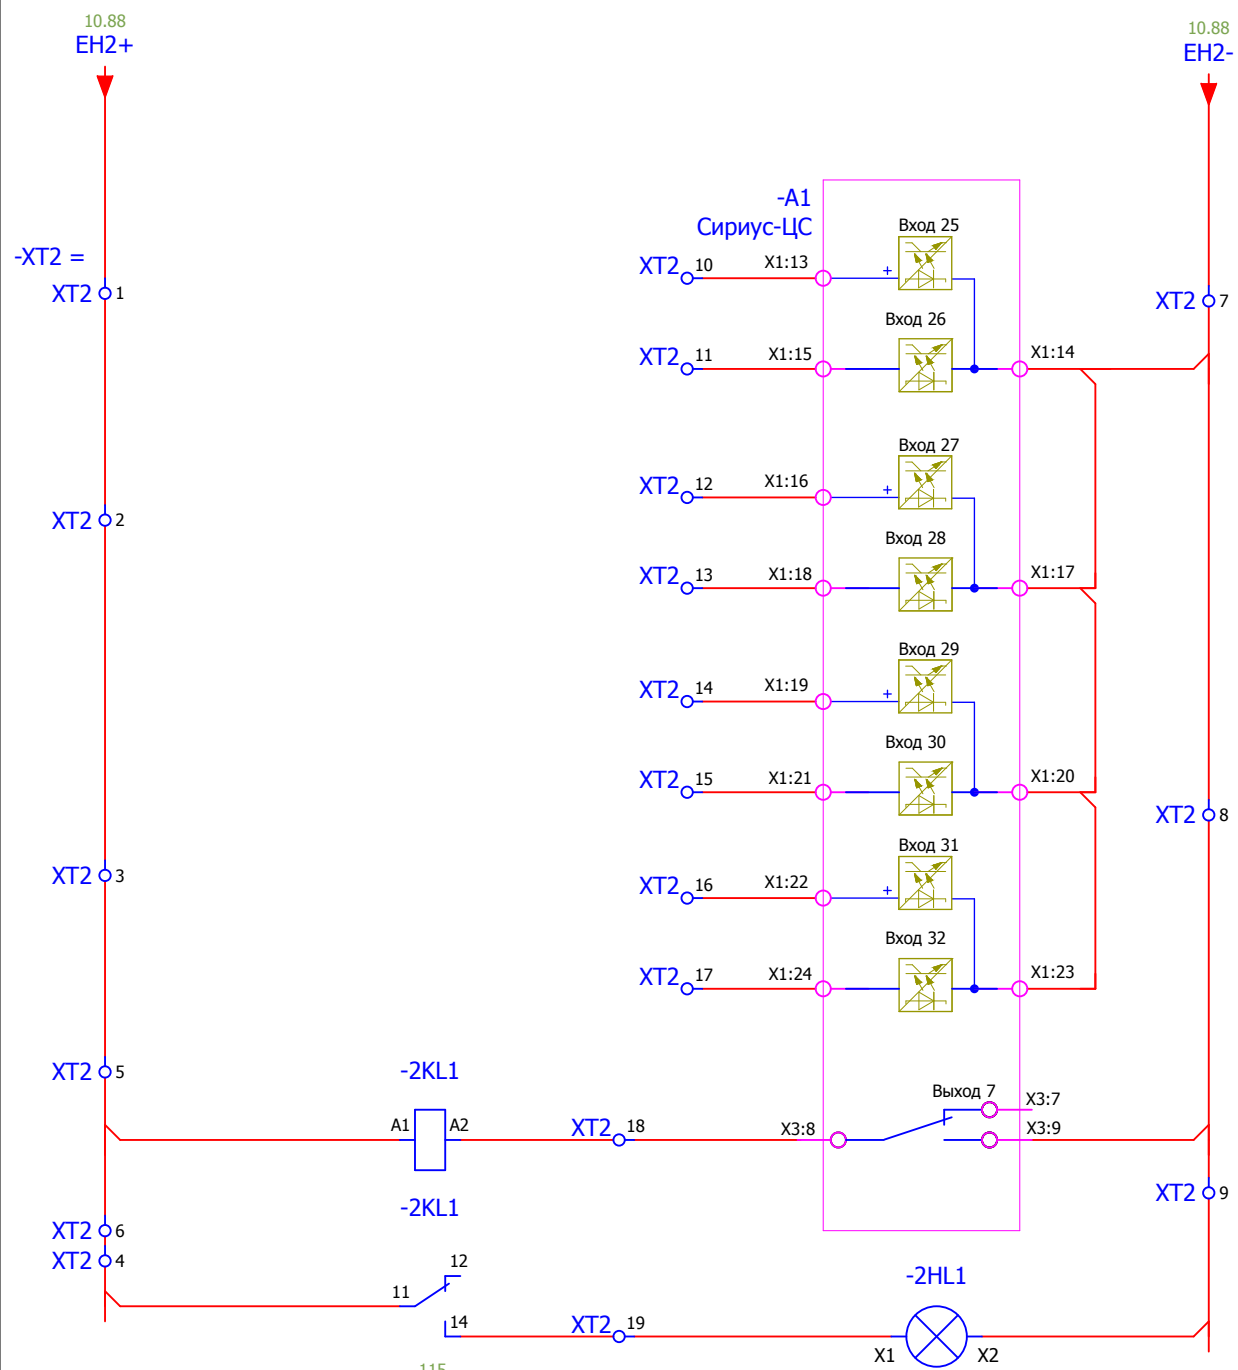 10.88
EH2+
10.88
EH2-
-A1
Сириус-ЦС
Вход 25
-XT2 =
XT2 1
XT2 10 X1:13 +
XT2 7
Вход 26
XT2 11 X1:15 X1:14
Вход 27
XT2 12 X1:16 +
XT2 2
Вход 28
XT2 13 X1:18 X1:17
Вход 29
XT2 14 X1:19 +
Вход 30
XT2 15 X1:21 X1:20
XT2 8
Вход 31
XT2 3
XT2 16 X1:22 +
Вход 32
XT2 17 X1:24 X1:23
XT2 5
-2KL1
Выход 7 X3:7
A1 A2 XT2 18 X3:8 X3:9
XT2 9
-2KL1
XT2 6
XT2 4
12
11
-2HL1
14 XT2 19
X1 X2
115